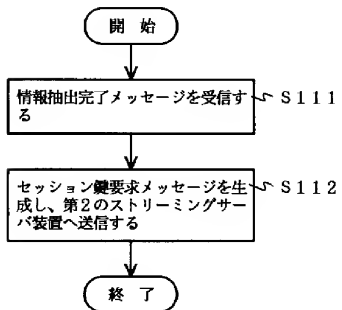 開 始
情報抽出完了メッセージを受信す
る
S111
セッション鍵要求メッセージを生
成し、第2のストリーミングサー
バ装置へ送信する
S112
終 了